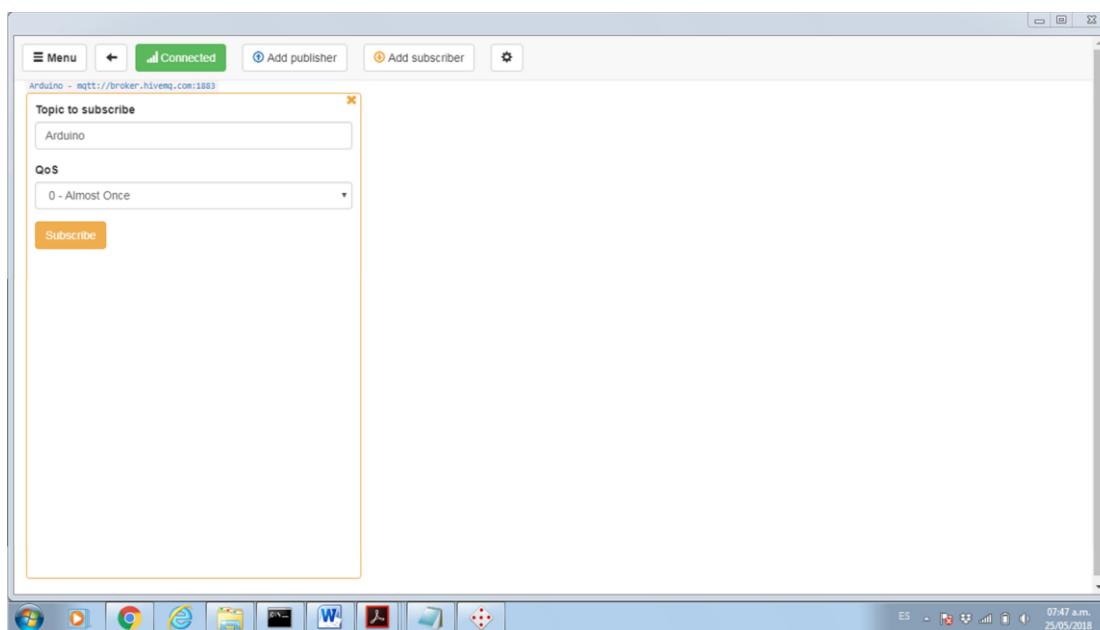 Menu Connected Add publisher Add subscriber
Arduino - mqtt://broker.hivemq.com:1883
Topic to subscribe
Arduino
QoS
0 - Almost Once
Subscribe
W
ES 07:47 a.m.
25/05/2018